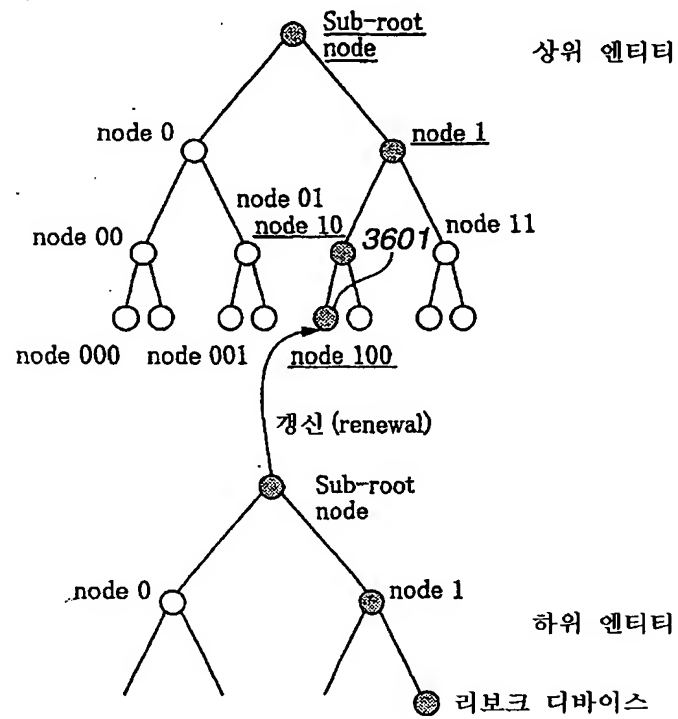 Sub-root
node
상위 엔티티
node 0
node 1
node 01
node 00
node 10
3601
node 11
node 000
node 001
node 100
갱신 (renewal)
Sub-root
node
node 0
node 1
하위 엔티티
리보크 디바이스